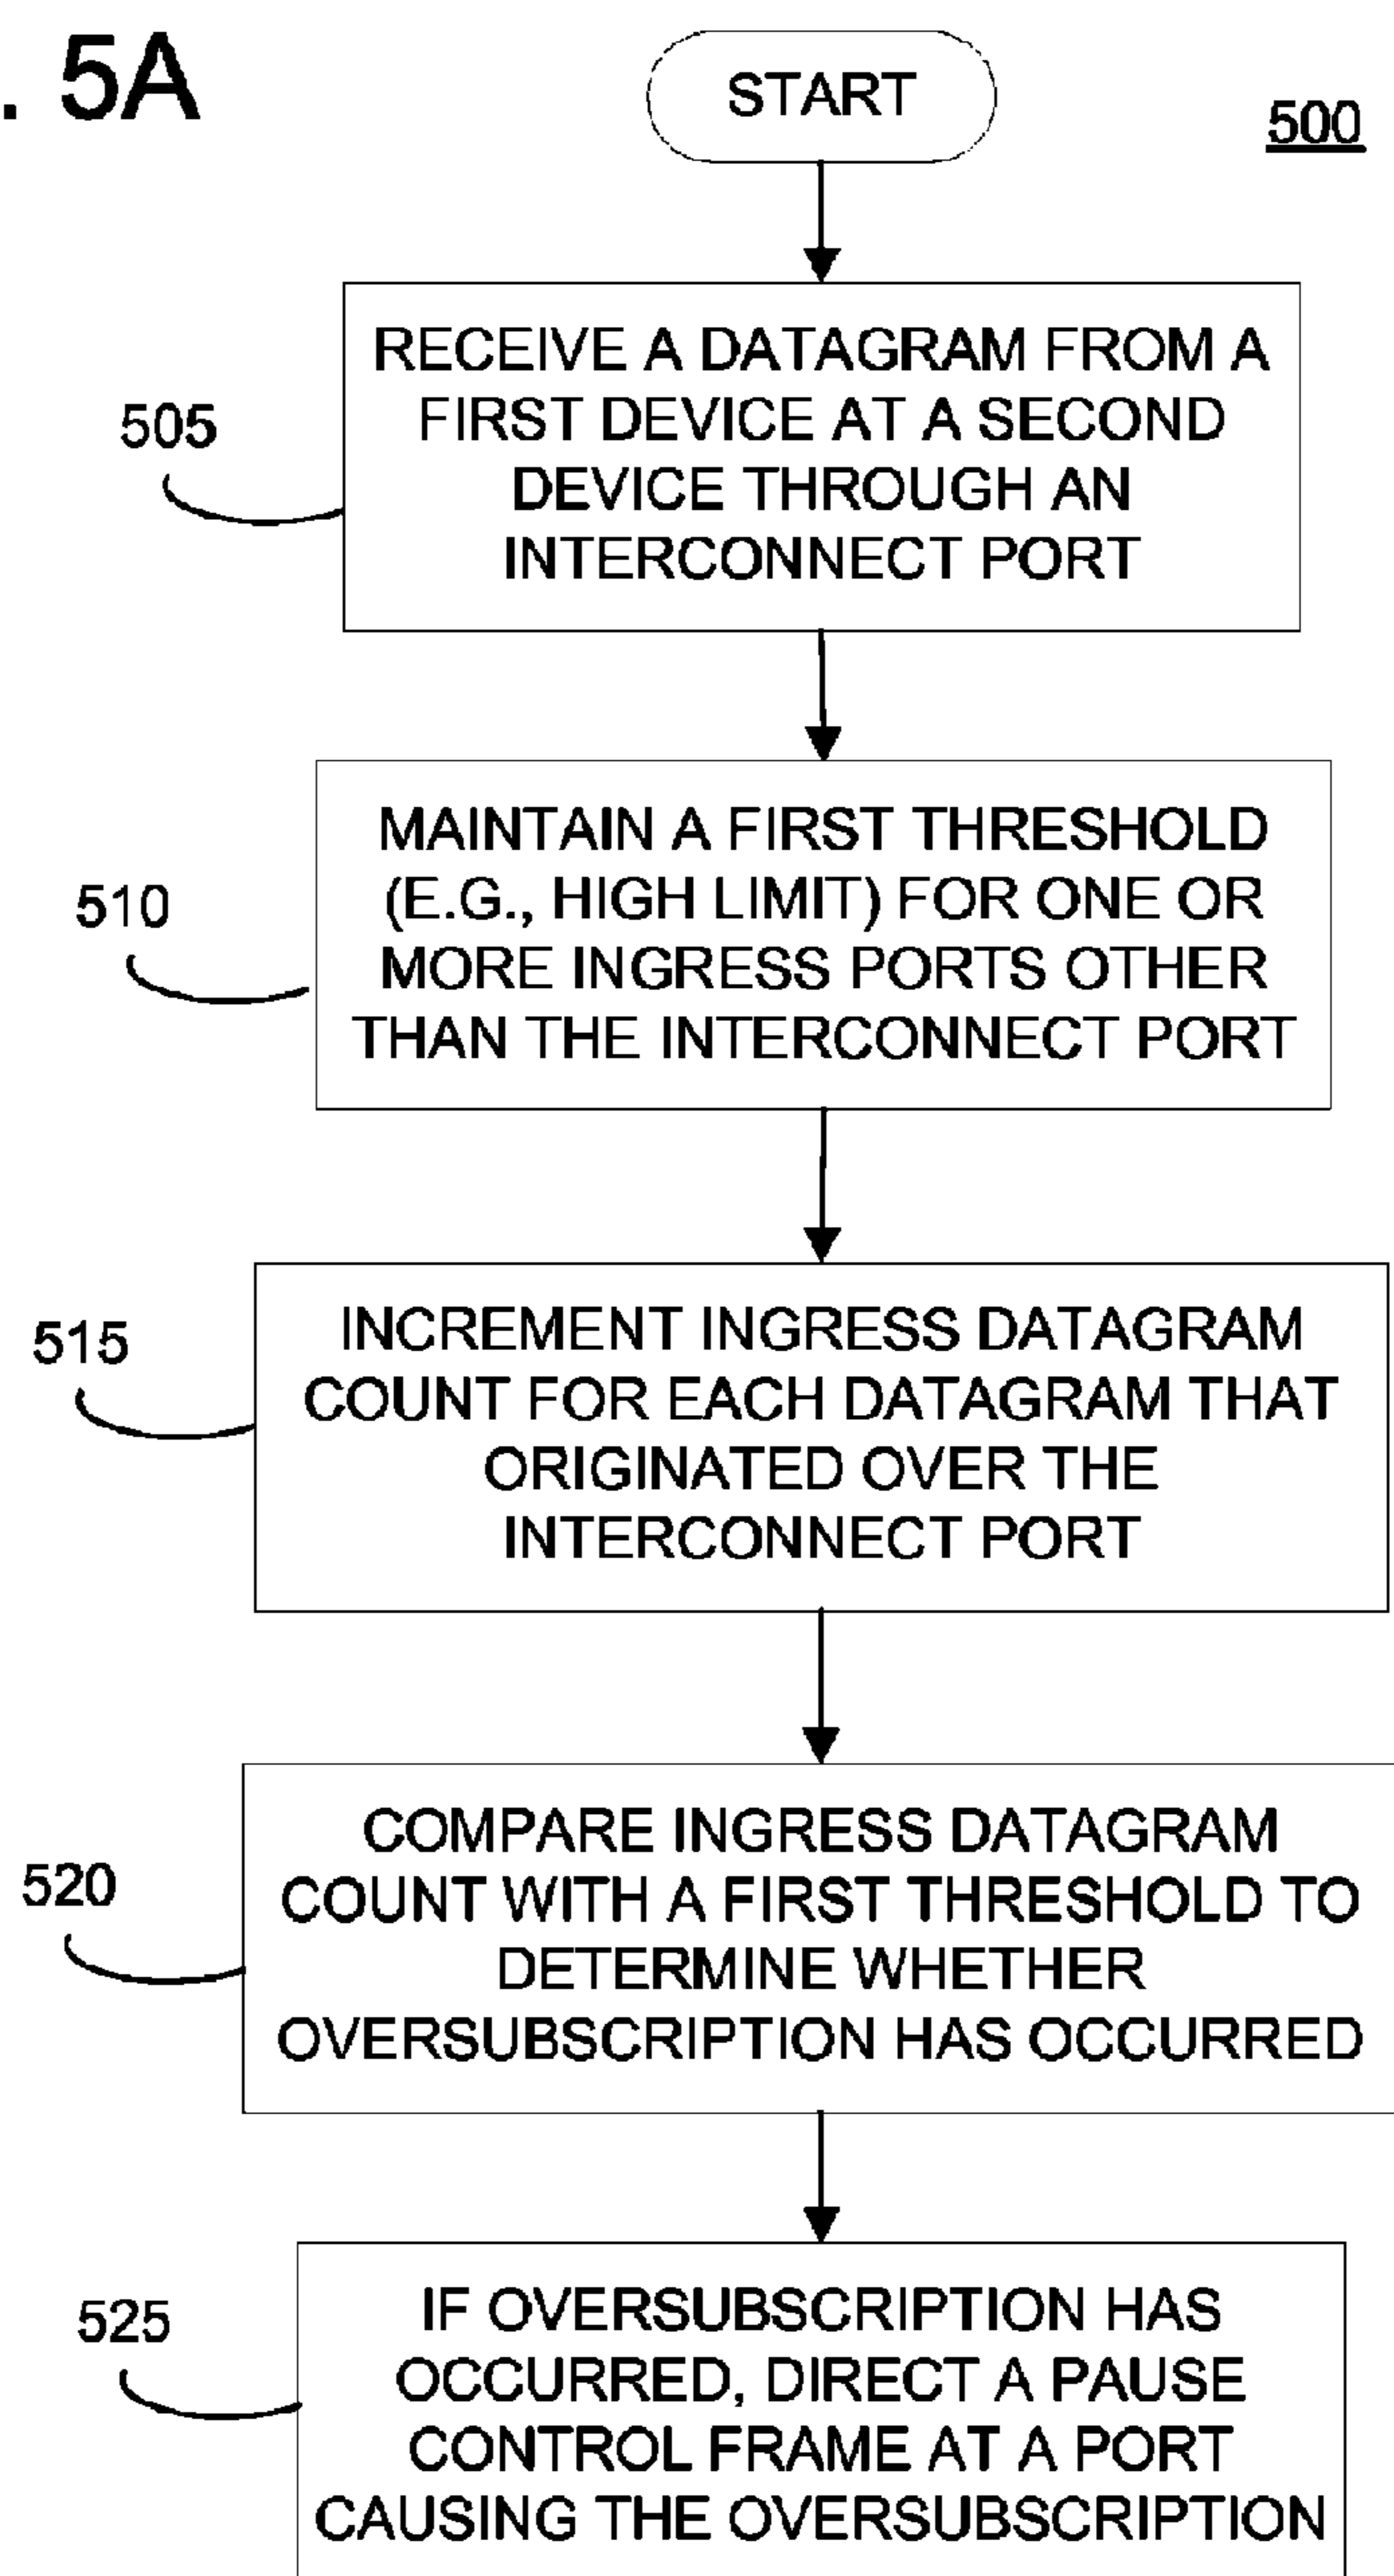 . 5A
START
500
505
RECEIVE A DATAGRAM FROM A
FIRST DEVICE AT A SECOND
DEVICE THROUGH AN
INTERCONNECT PORT
510
MAINTAIN A FIRST THRESHOLD
(E.G., HIGH LIMIT) FOR ONE OR
MORE INGRESS PORTS OTHER
THAN THE INTERCONNECT PORT
515
INCREMENT INGRESS DATAGRAM
COUNT FOR EACH DATAGRAM THAT
ORIGINATED OVER THE
INTERCONNECT PORT
520
COMPARE INGRESS DATAGRAM
COUNT WITH A FIRST THRESHOLD TO
DETERMINE WHETHER
OVERSUBSCRIPTION HAS OCCURRED
525
IF OVERSUBSCRIPTION HAS
OCCURRED, DIRECT A PAUSE
CONTROL FRAME AT A PORT
CAUSING THE OVERSUBSCRIPTION